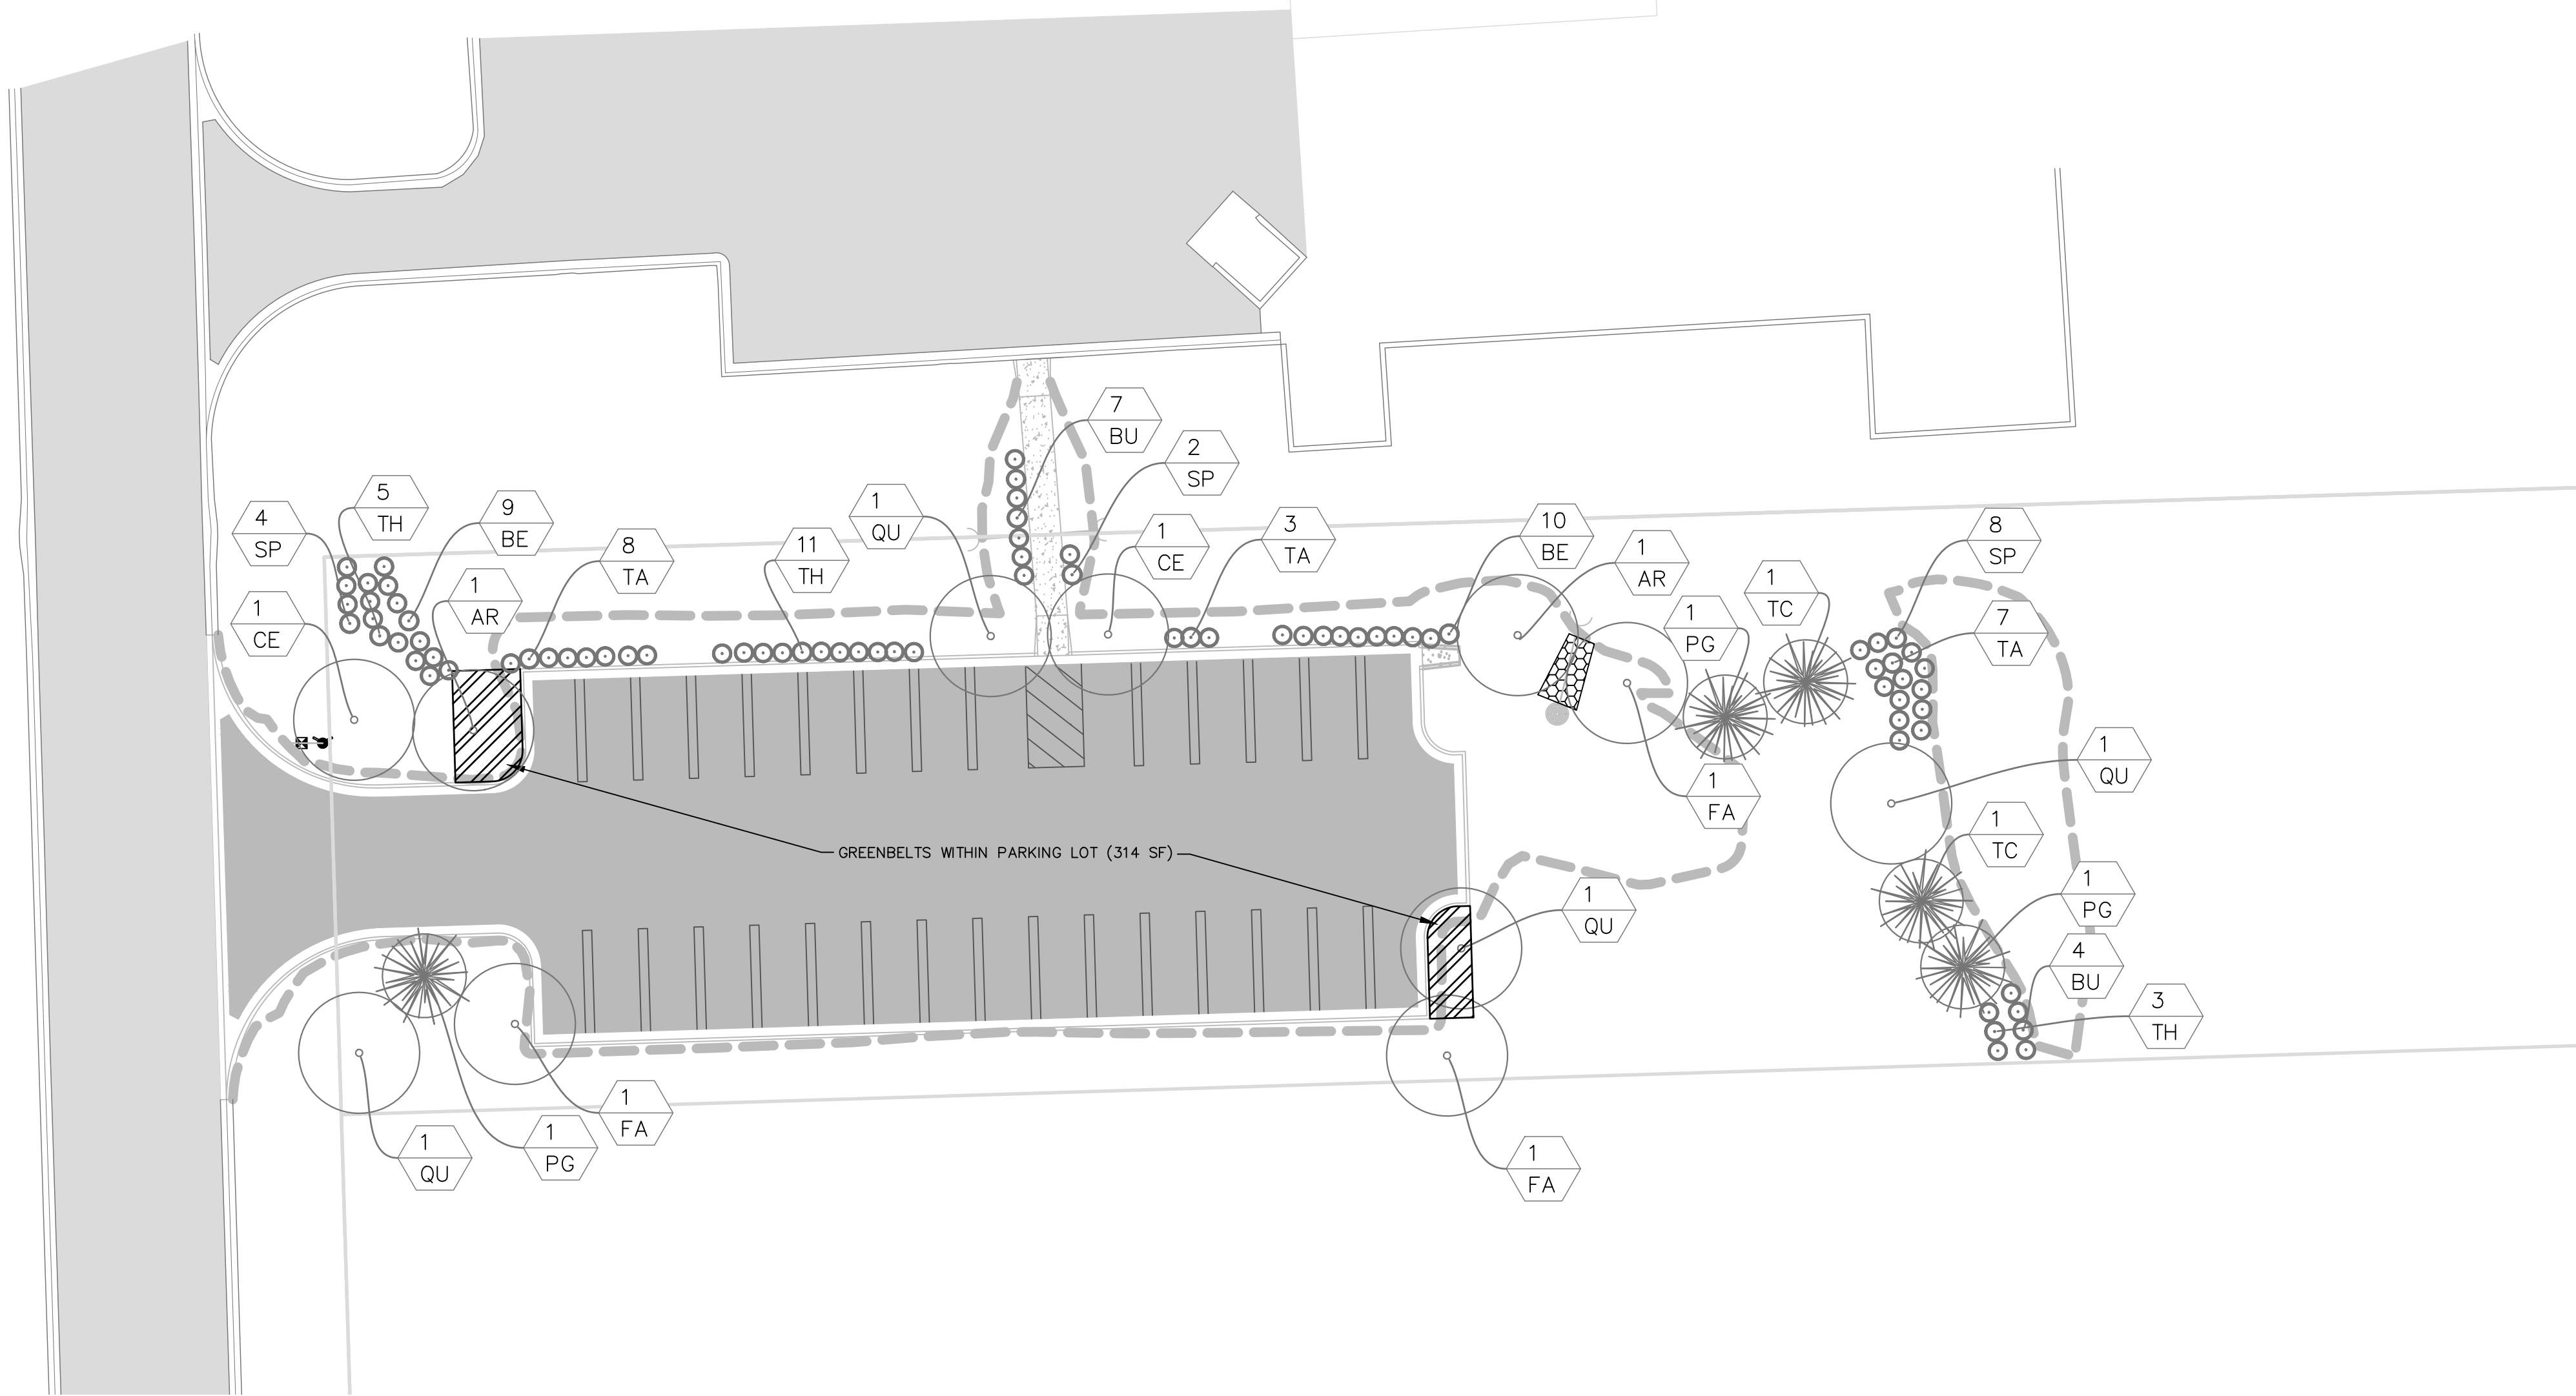 7
BU
2
SP
5
TH
9
BE
1
QU
4
SP
8
TA
11
TH
1
CE
3
TA
10
BE
1
AR
8
SP
1
CE
1
AR
1
PG
1
TC
7
TA
1
QU
1
FA
1
TC
GREENBELTS WITHIN PARKING LOT (314 SF)
1
QU
1
PG
4
BU
3
TH
1
FA
1
QU
1
PG
1
FA